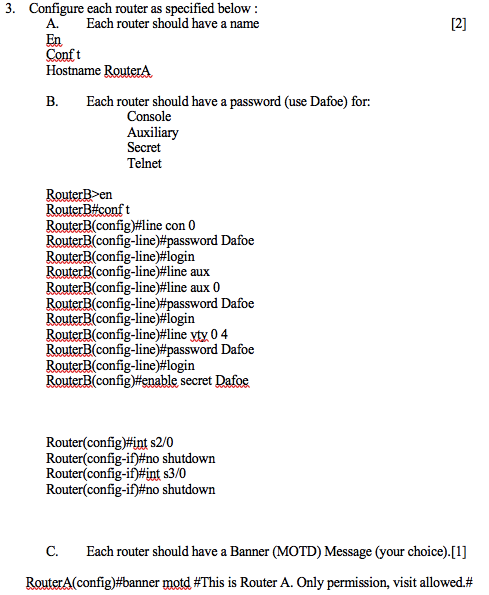 3. Configure each router as specified below :
A. Each router should have a name [2]
En
Conf t
Hostname RouterA
B. Each router should have a password (use Dafoe) for:
Console
Auxiliary
Secret
Telnet
RouterB>en
RouterB#conf t
RouterB(config)#line con 0
RouterB(config-line)#password Dafoe
RouterB(config-line)#login
RouterB(config-line)#line aux
RouterB(config-line)#line aux 0
RouterB(config-line)#password Dafoe
RouterB(config-line)#login
RouterB(config-line)#line vty 0 4
RouterB(config-line)#password Dafoe
RouterB(config-line)#login
RouterB(config)#enable secret Dafoe
Router(config)#int s2/0
Router(config-if)#no shutdown
Router(config-if)#int s3/0
Router(config-if)#no shutdown
C. Each router should have a Banner (MOTD) Message (your choice).[1]
RouterA(config)#banner motd #This is Router A. Only permission, visit allowed.#